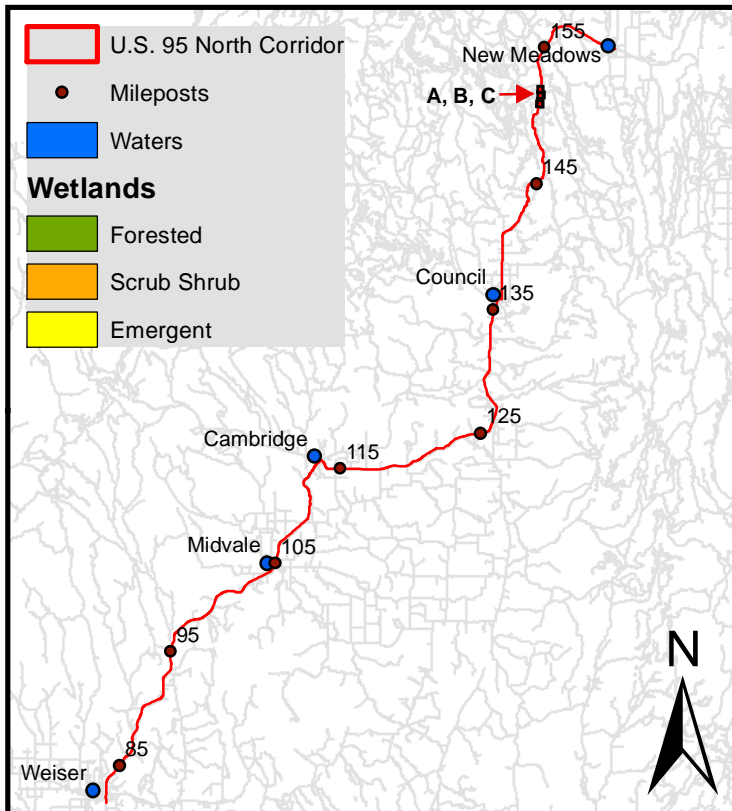 U.S. 95 North Corridor
Mileposts
Waters
Wetlands
Forested
Scrub Shrub
Emergent
155
New Meadows
A, B, C
145
Council
135
125
Cambridge
115
Midvale
105
95
85
Weiser
N